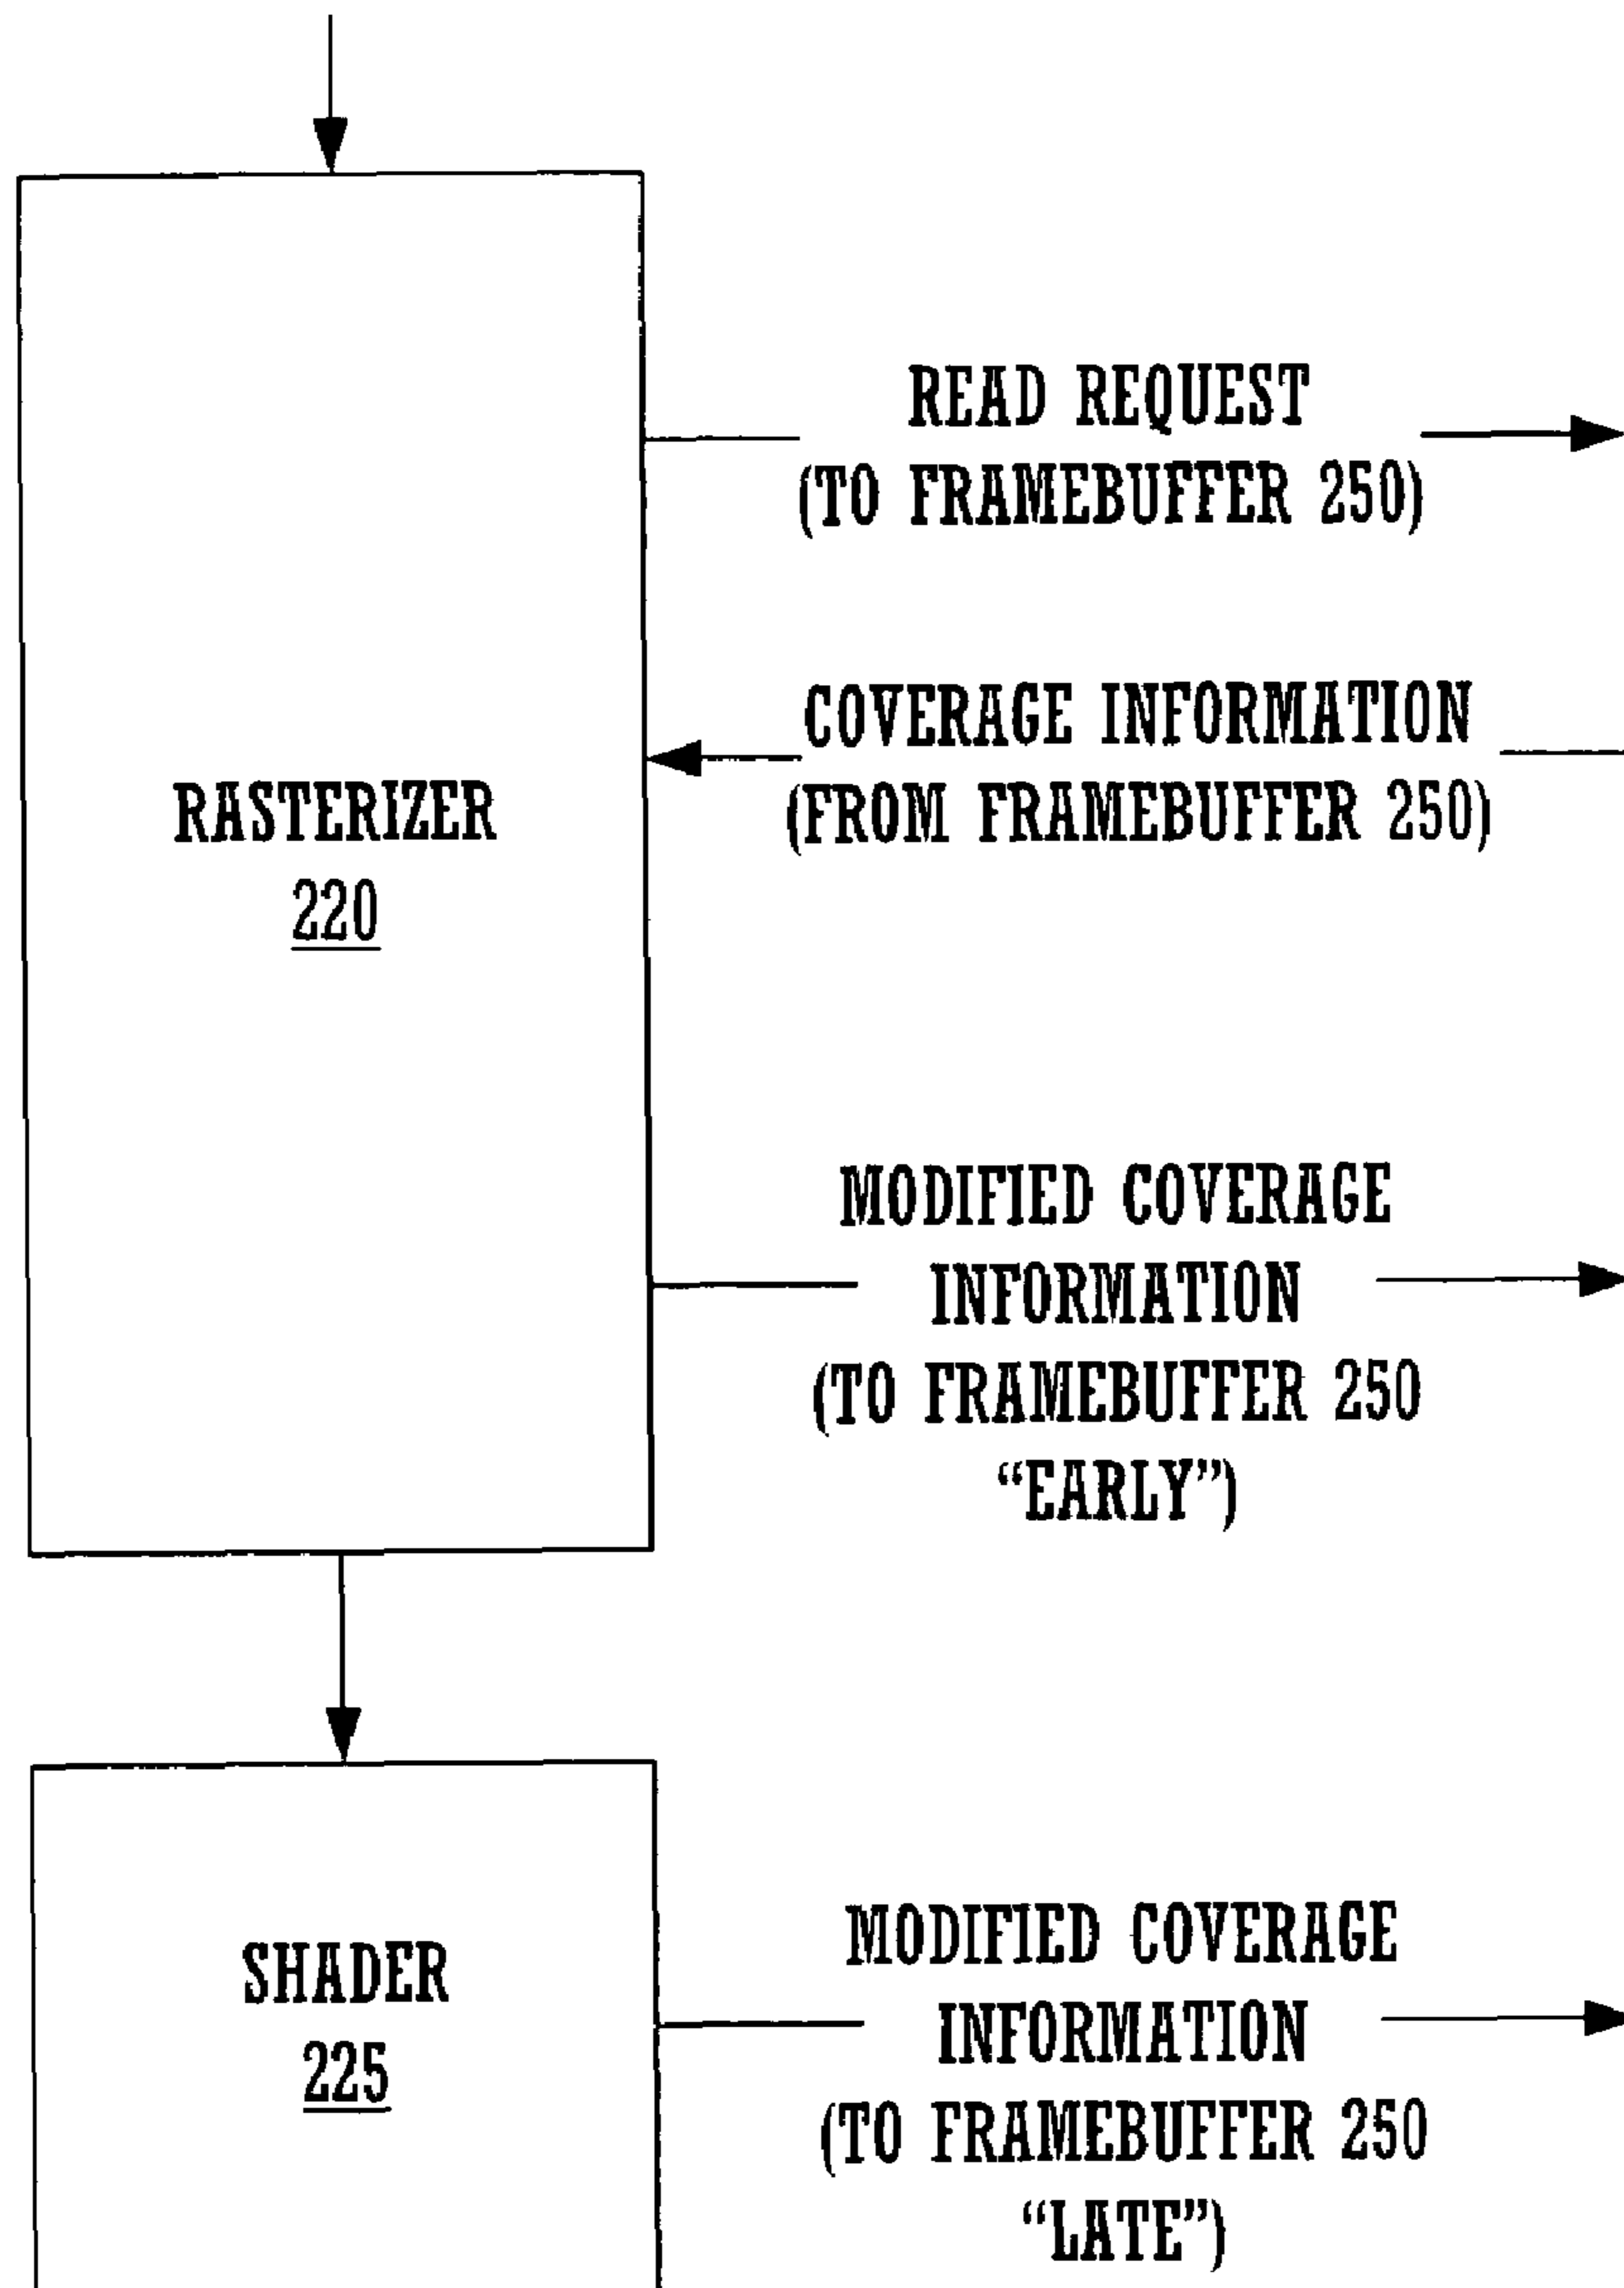 READ REQUEST
(TO FRAMEBUFFER 250)
COVERAGE INFORMATION
(FROM FRAMEBUFFER 250)
RASTERIZER
220
MODIFIED COVERAGE
INFORMATION
(TO FRAMEBUFFER 250
“EARLY”)
SHADER
225
MODIFIED COVERAGE
INFORMATION
(TO FRAMEBUFFER 250
“LATE”)